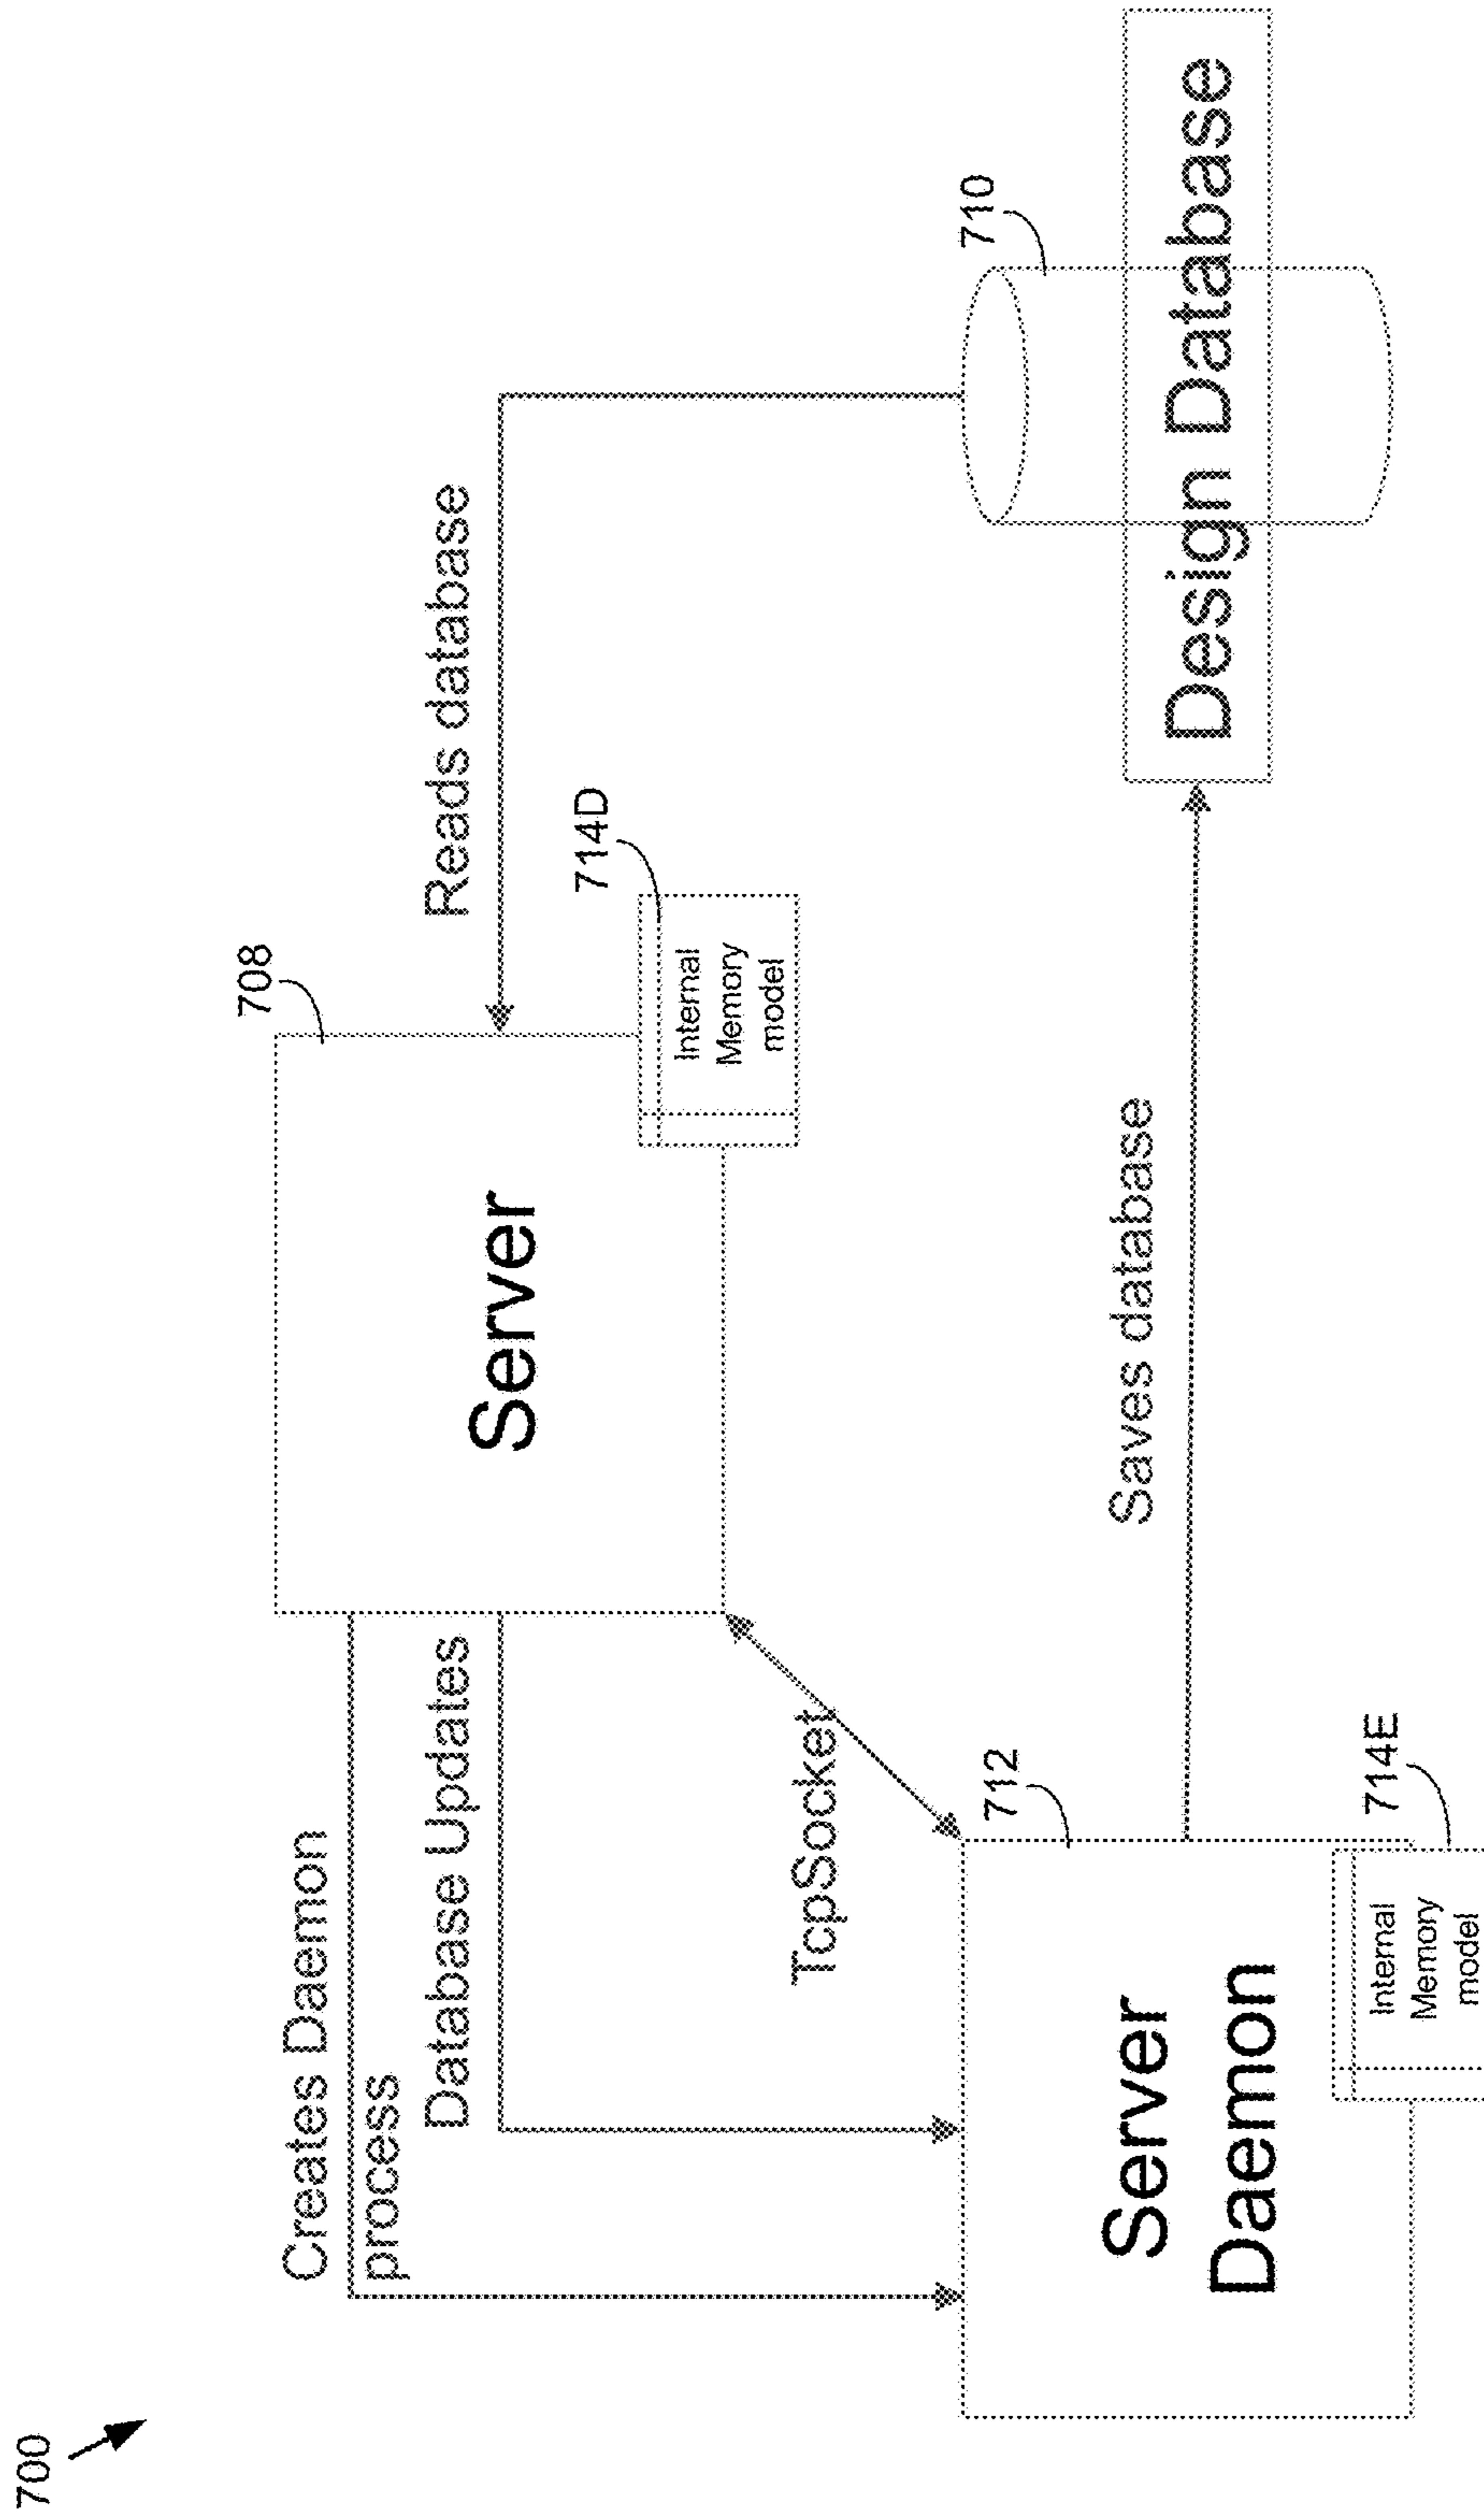 700
Creates Daemon
process
Database Updates
708
Reads database
Server
714D
Internal
Memory
model
TcpSocket
710
712
Server
Daemon
Saves database
Design Database
714E
Internal
Memory
model